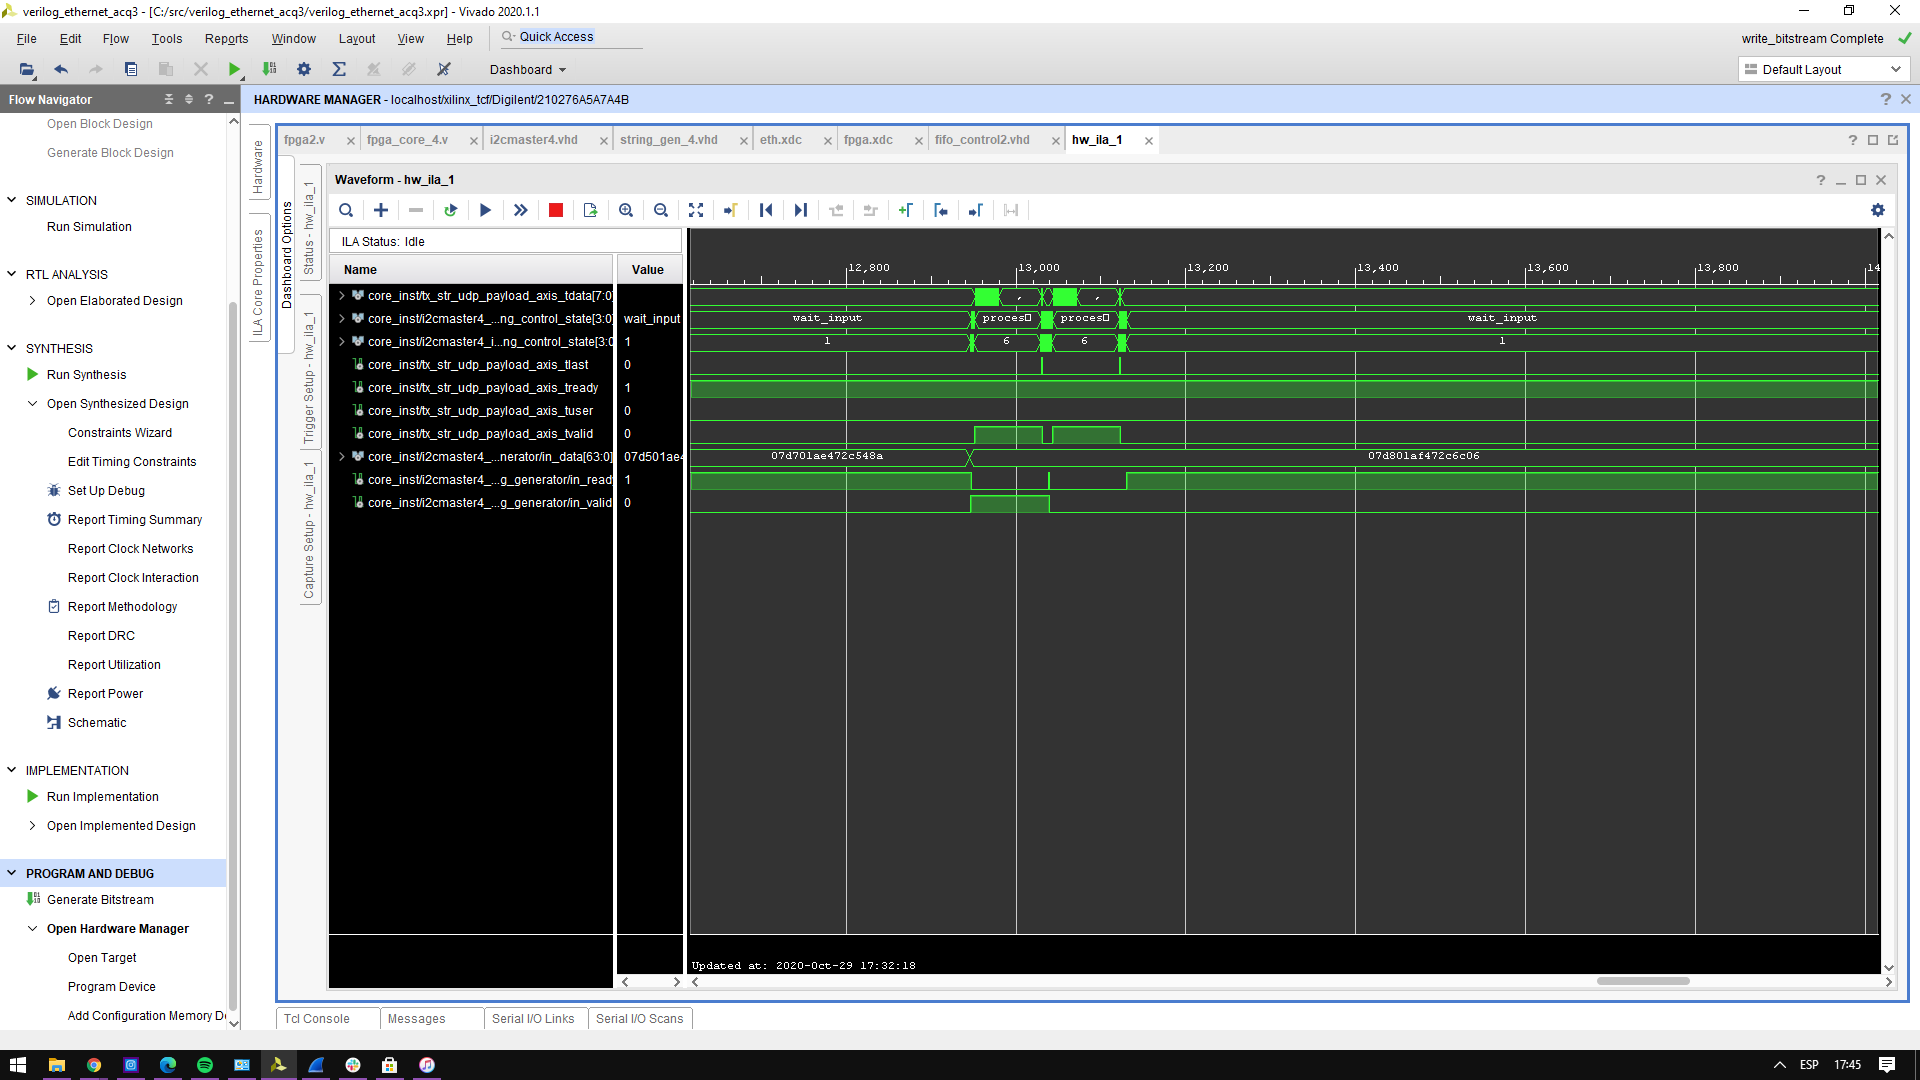 verilog_ethernet_acq3 - [C:/src/verilog_ethernet_acq3/verilog_ethernet_acq3.xpr] - Vivado 2020.1.1
File Edit Flow Tools Reports Window Layout View Help Quick Access
write_bitstream Complete
Dashboard
Default Layout
Flow Navigator
HARDWARE MANAGER - localhost/xilinx_tcf/Digilent/210276A5A7A4B
Open Block Design
Generate Block Design
SIMULATION
Run Simulation
RTL ANALYSIS
Open Elaborated Design
SYNTHESIS
Run Synthesis
Open Synthesized Design
Constraints Wizard
Edit Timing Constraints
Set Up Debug
Report Timing Summary
Report Clock Networks
Report Clock Interaction
Report Methodology
Report DRC
Report Utilization
Report Power
Schematic
IMPLEMENTATION
Run Implementation
Open Implemented Design
PROGRAM AND DEBUG
Generate Bitstream
Open Hardware Manager
Open Target
Program Device
Add Configuration Memory D
Hardware
ILA Core Properties
Dashboard Options
Status - hw_ila_1
Trigger Setup - hw_ila_1
Capture Setup - hw_ila_1
fpga2.v fpga_core_4.v i2cmaster4.vhd string_gen_4.vhd eth.xdc fpga.xdc fifo_control2.vhd hw_ila_1
Waveform - hw_ila_1
ILA Status: Idle
Name Value
12,800 13,000 13,200 13,400 13,600 13,800 14
core_inst/tx_str_udp_payload_axis_tdata[7:0]
core_inst/i2cmaster4_...ng_control_state[3:0] wait_input wait_input proces proces wait_input
core_inst/i2cmaster4_i...ng_control_state[3:0 1 1 6 6 1
core_inst/tx_str_udp_payload_axis_tlast 0
core_inst/tx_str_udp_payload_axis_tready 1
core_inst/tx_str_udp_payload_axis_tuser 0
core_inst/tx_str_udp_payload_axis_tvalid 0
core_inst/i2cmaster4_...nerator/in_data[63:0] 07d501ae4 07d701ae472c548a 07d801af472c6c06
core_inst/i2cmaster4_...g_generator/in_read 1
core_inst/i2cmaster4_...g_generator/in_valid 0
Updated at: 2020-Oct-29 17:32:18
Tcl Console Messages Serial I/O Links Serial I/O Scans
ESP 17:45